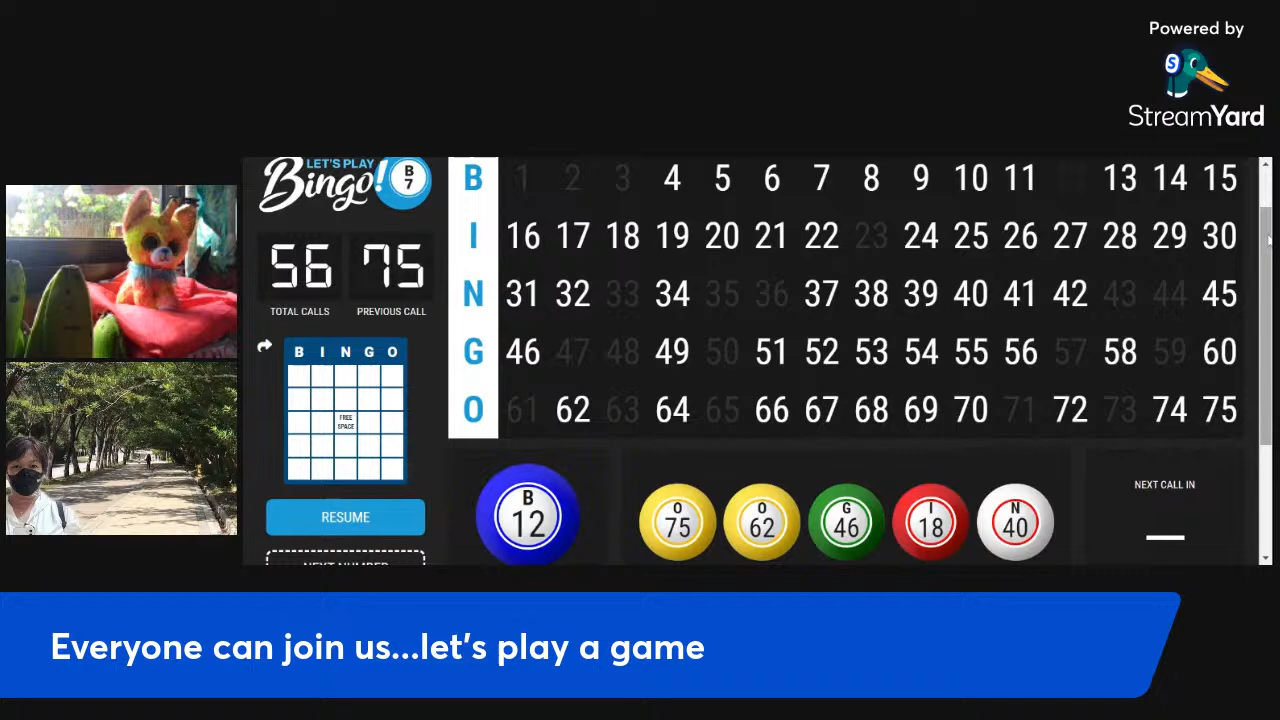 Powered by
S
StreamYard
LET'S PLAY
Bingo!
B
7
56 75
TOTAL CALLS PREVIOUS CALL
B I N G O
FREE
SPACE
RESUME
NEXT NUMBER
B 1 2 3 4 5 6 7 8 9 10 11 13 14 15
I 16 17 18 19 20 21 22 23 24 25 26 27 28 29 30
N 31 32 33 34 35 36 37 38 39 40 41 42 43 44 45
G 46 47 48 49 50 51 52 53 54 55 56 57 58 59 60
O 61 62 63 64 65 66 67 68 69 70 71 72 73 74 75
B
12
O
75
O
62
G
46
I
18
N
40
NEXT CALL IN
Everyone can join us...let's play a game